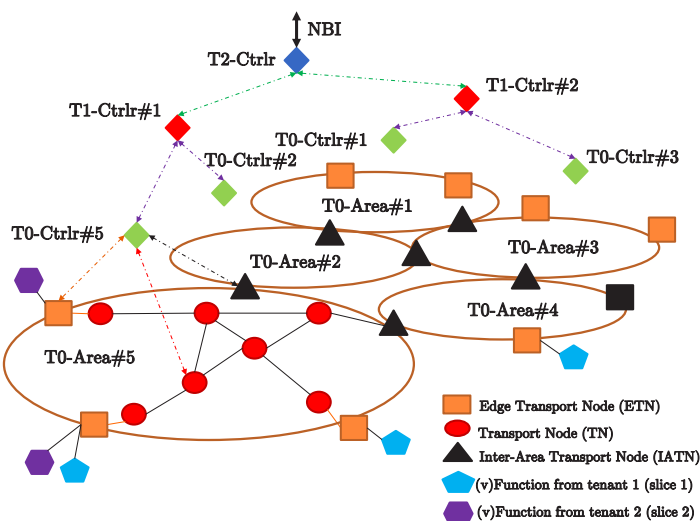 NBI
T2-Ctrlr
T1-Ctrlr#2
T1-Ctrlr#1
T0-Ctrlr#1
T0-Ctrlr#2
T0-Ctrlr#3
T0-Area#1
T0-Ctrlr#5
T0-Area#3
T0-Area#2
T0-Area#4
T0-Area#5
Edge Transport Node (ETN)
Transport Node (TN)
Inter-Area Transport Node (IATN)
(v)Function from tenant 1 (slice 1)
(v)Function from tenant 2 (slice 2)